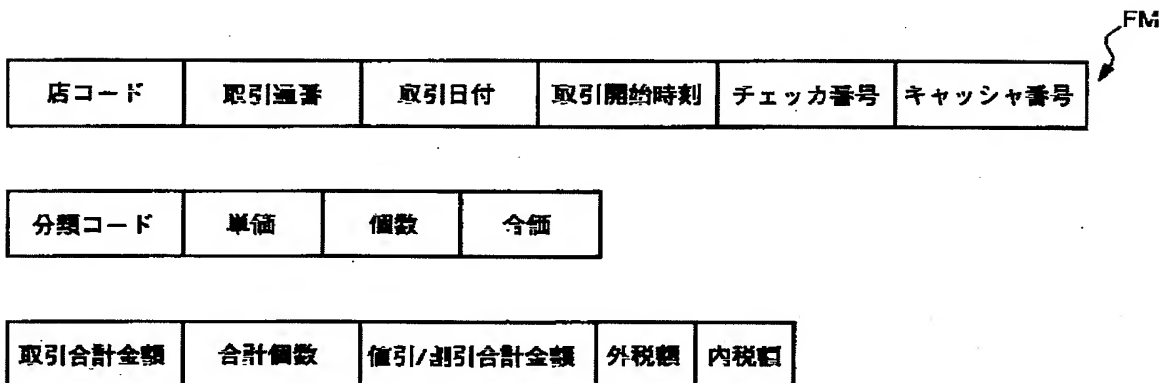 FM
店コード 取引通番 取引日付 取引開始時刻 チェッカ番号 キャッシャ番号
分類コード 単価 個数 合価
取引合計金額 合計個数 値引/割引合計金額 外税額 内税額